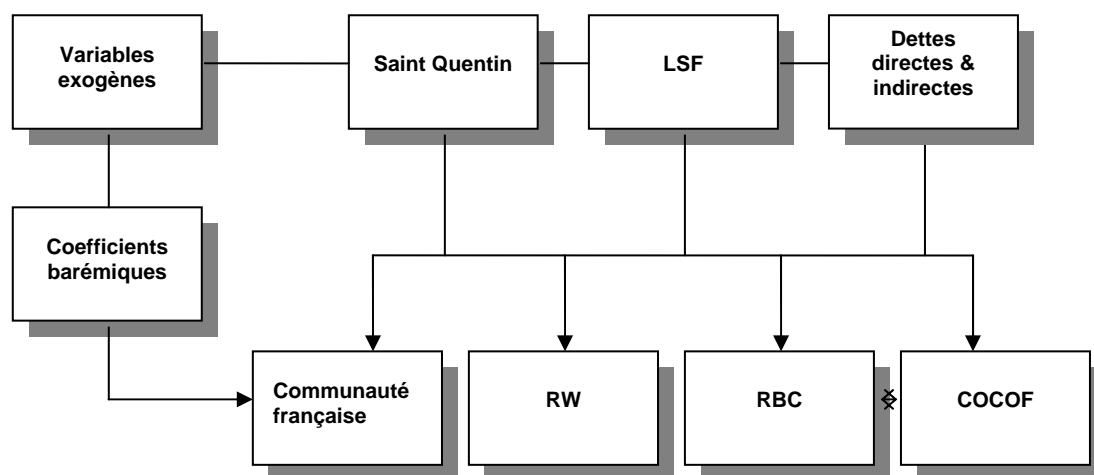 Variables
exogènes
Saint Quentin
LSF
Dettes
directes &
indirectes
Coefficients
barémiques
Communauté
française
RW
RBC
COCOF